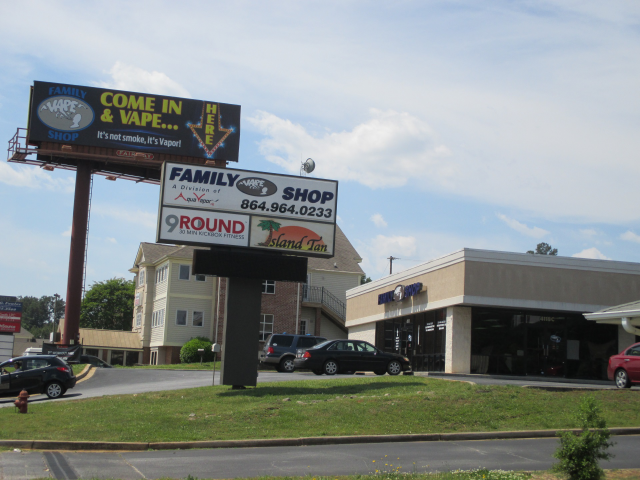 FAMILY
VAPE
SHOP
COME IN
& VAPE...
HERE
It's not smoke, it's Vapor!
FAMILY VAPE SHOP
A Division of
AquaVapor
864.964.0233
9ROUND
30 MIN KICKBOX FITNESS
Island Tan